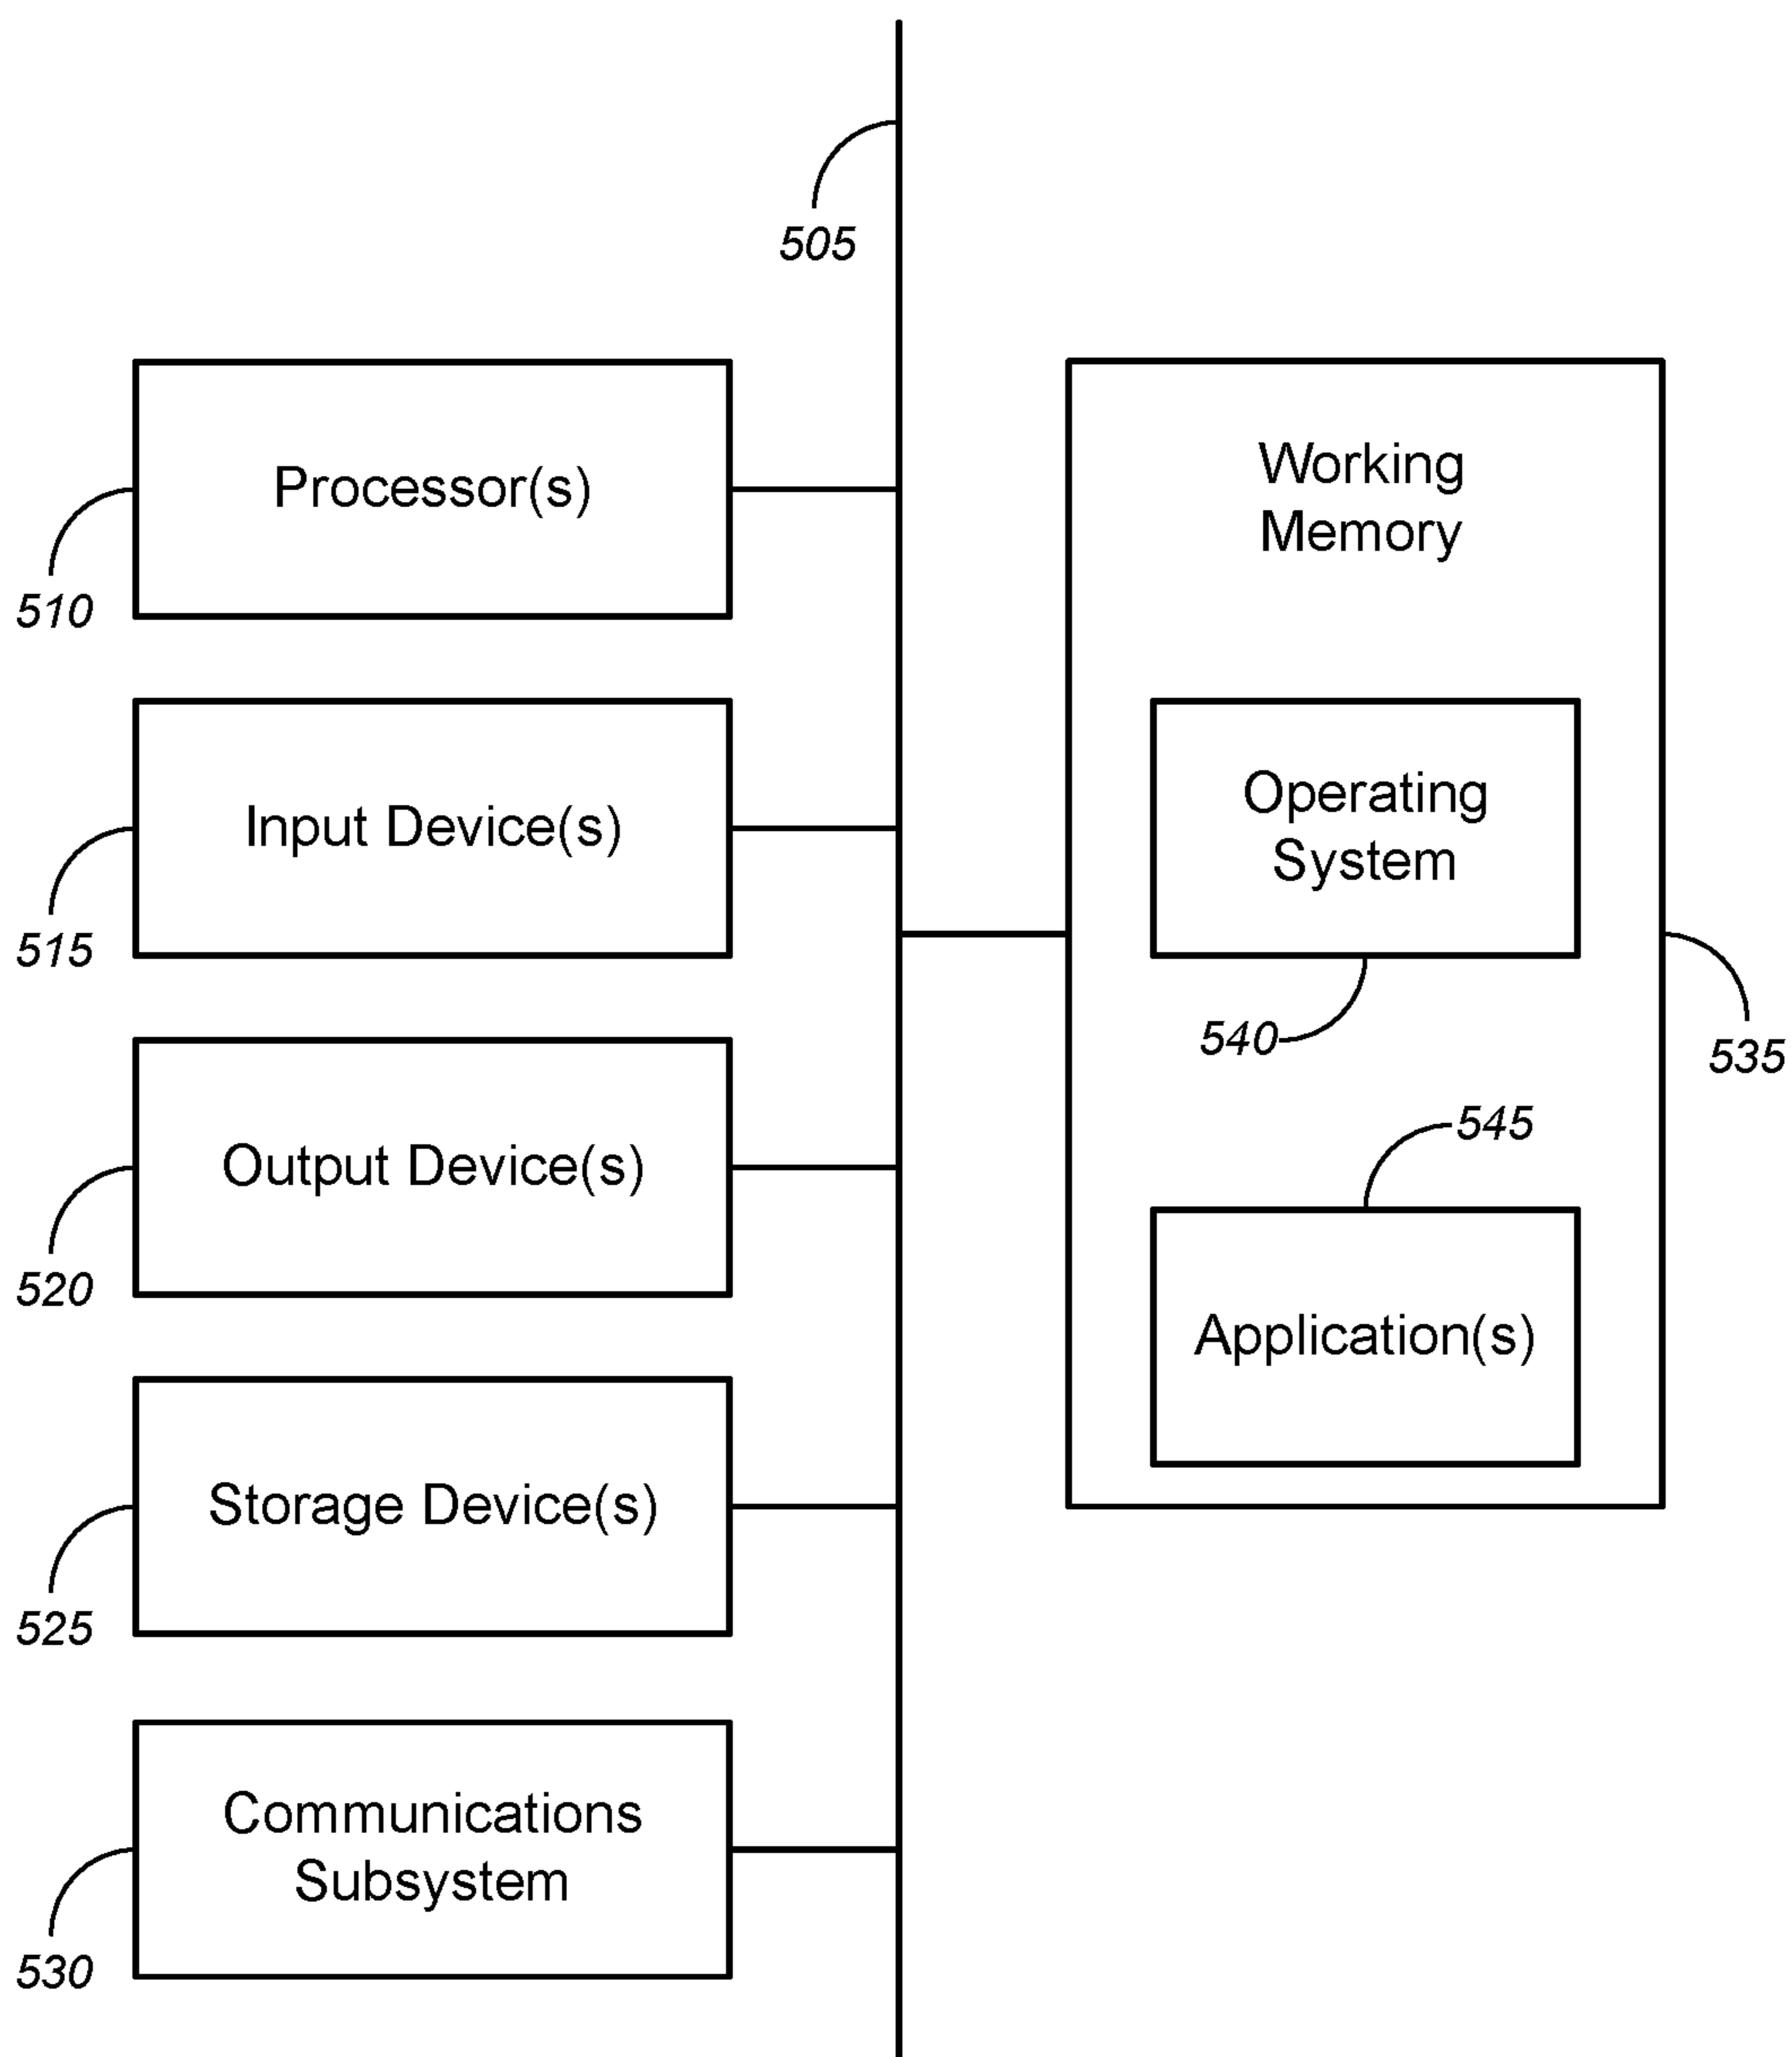 505
Processor(s)
510
Input Device(s)
515
Output Device(s)
520
Storage Device(s)
525
Communications
Subsystem
530
Working
Memory
Operating
System
540
535
545
Application(s)